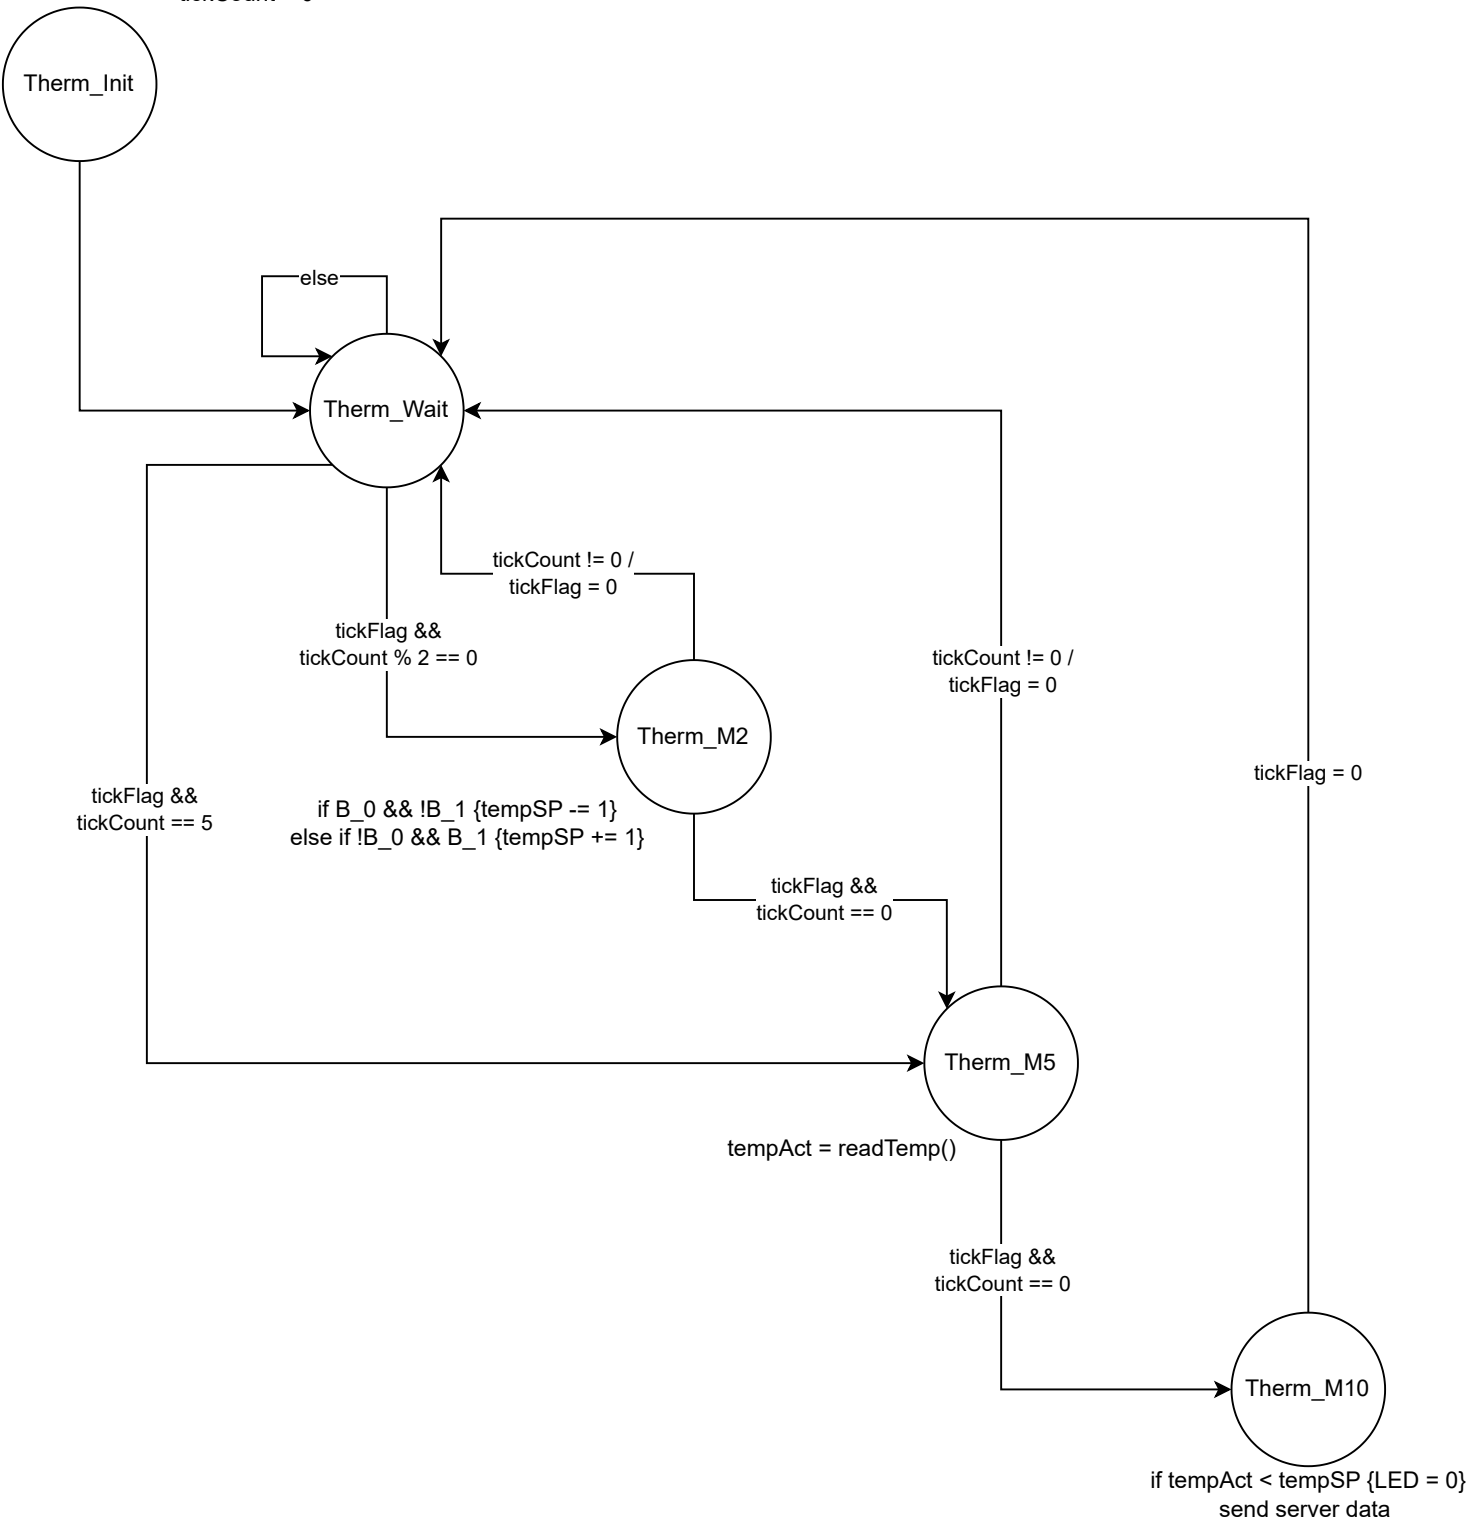 Therm_Init
else
Therm_Wait
tickCount != 0 /
tickFlag = 0
tickFlag &&
tickCount % 2 == 0
tickCount != 0 /
tickFlag = 0
Therm_M2
tickFlag = 0
tickFlag &&
tickCount == 5
if B_0 && !B_1 {tempSP -= 1}
else if !B_0 && B_1 {tempSP += 1}
tickFlag &&
tickCount == 0
Therm_M5
tempAct = readTemp()
tickFlag &&
tickCount == 0
Therm_M10
if tempAct < tempSP {LED = 0}
send server data